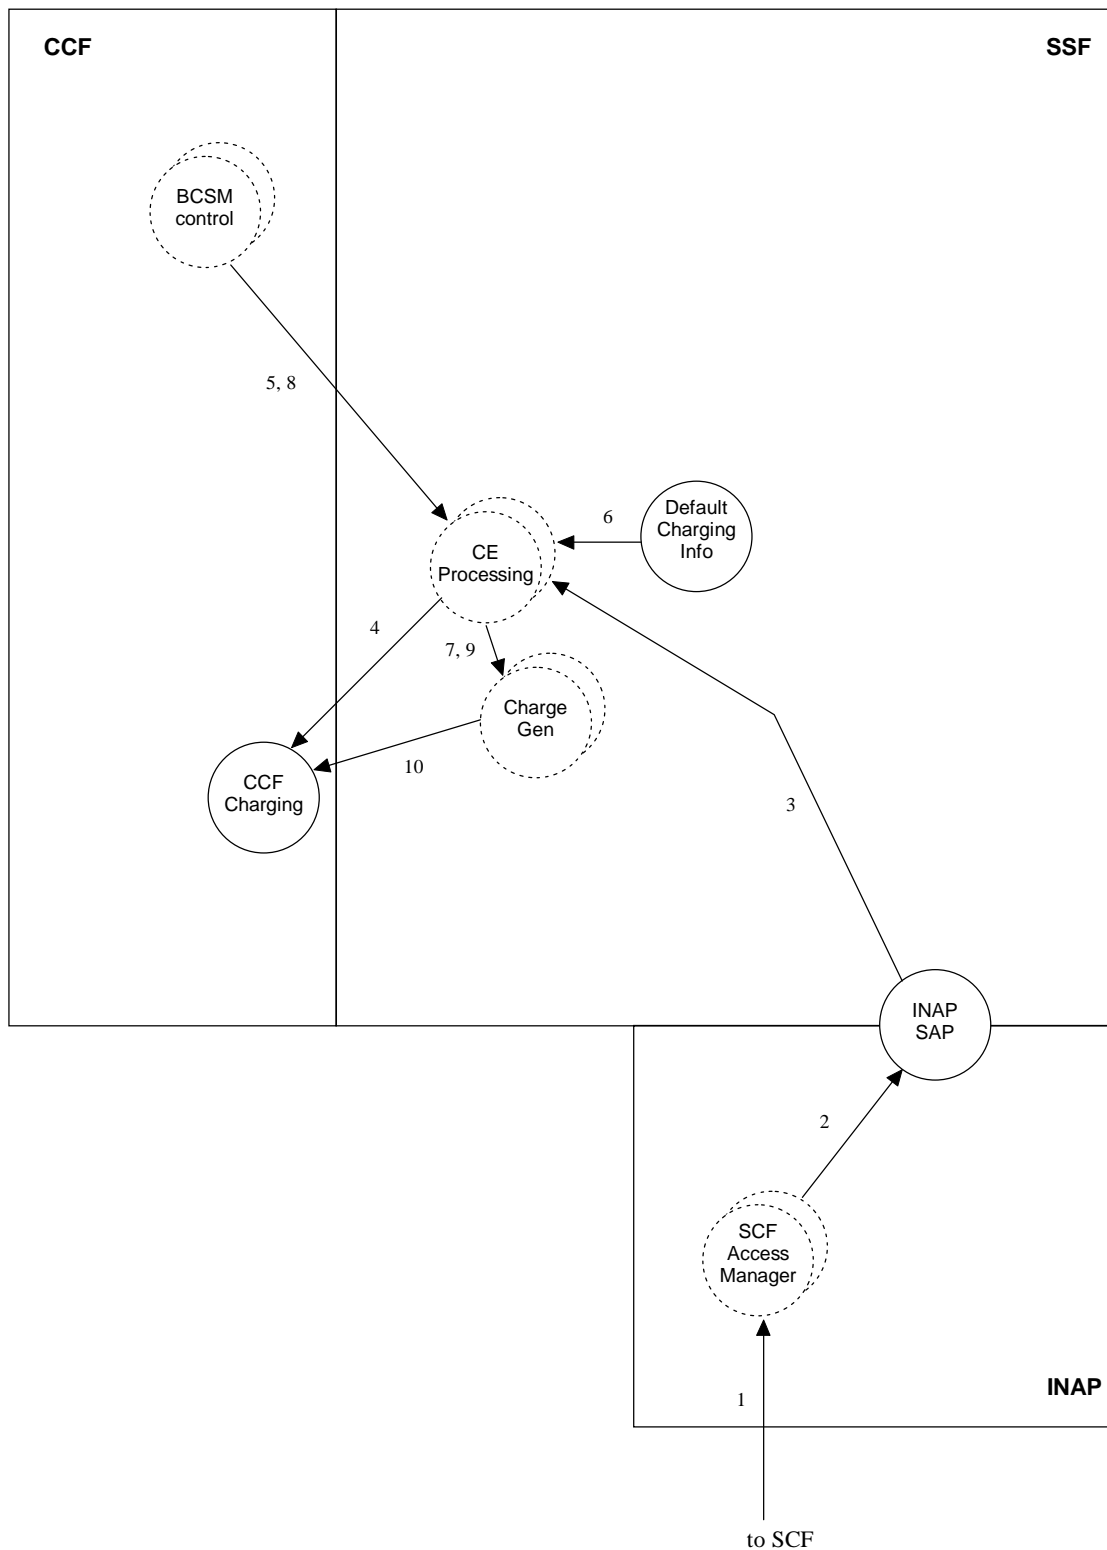 CCF
SSF
BCSM
control
5, 8
Default
Charging
Info
6
CE
Processing
4
7, 9
Charge
Gen
10
CCF
Charging
3
INAP
SAP
2
SCF
Access
Manager
1
INAP
to SCF